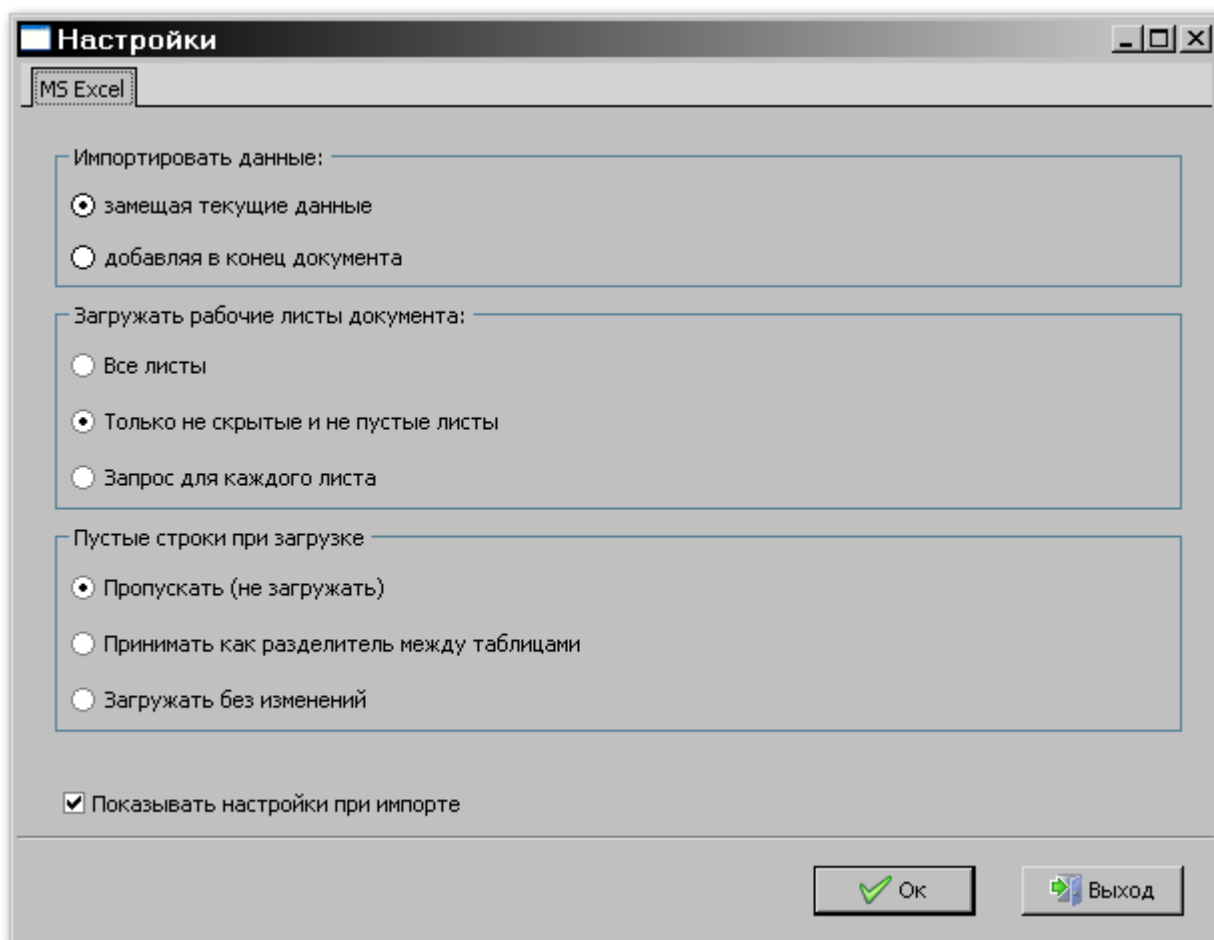 Настройки
MS Excel
Импортировать данные:
замещая текущие данные
добавляя в конец документа
Загружать рабочие листы документа:
Все листы
Только не скрытые и не пустые листы
Запрос для каждого листа
Пустые строки при загрузке
Пропускать (не загружать)
Принимать как разделитель между таблицами
Загружать без изменений
Показывать настройки при импорте
Ок
Выход